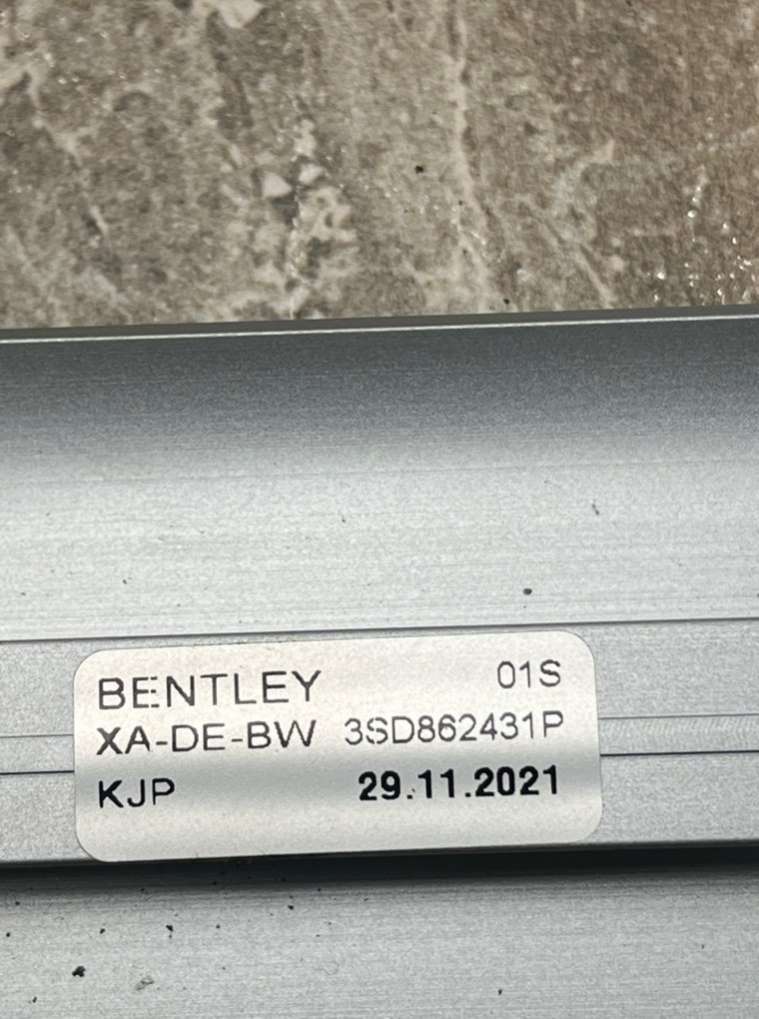 BENTLEY 01S
XA-DE-BW 3SD862431P
KJP 29.11.2021